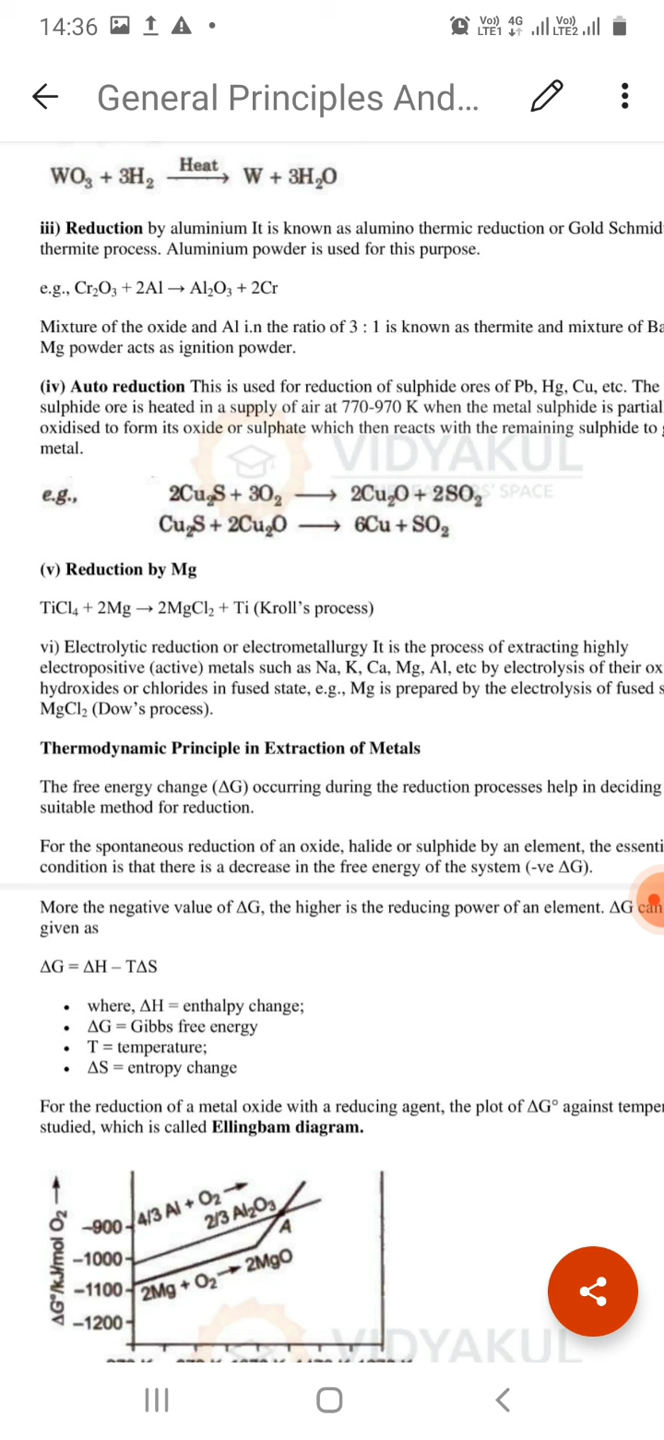 14:36
Vo)) LTE1 4G Vo)) LTE2
General Principles And...
WO₃ + 3H₂ Heat → W + 3H₂O
iii) Reduction by aluminium It is known as alumino thermic reduction or Gold Schmid
thermite process. Aluminium powder is used for this purpose.
e.g., Cr₂O₃ + 2Al → Al₂O₃ + 2Cr
Mixture of the oxide and Al i.n the ratio of 3 : 1 is known as thermite and mixture of Ba
Mg powder acts as ignition powder.
(iv) Auto reduction This is used for reduction of sulphide ores of Pb, Hg, Cu, etc. The
sulphide ore is heated in a supply of air at 770-970 K when the metal sulphide is partial
oxidised to form its oxide or sulphate which then reacts with the remaining sulphide to
metal.
VIDYAKUL
e.g., 2Cu₂S + 3O₂ → 2Cu₂O + 2SO₂
S' SPACE
Cu₂S + 2Cu₂O → 6Cu + SO₂
(v) Reduction by Mg
TiCl₄ + 2Mg → 2MgCl₂ + Ti (Kroll's process)
vi) Electrolytic reduction or electrometallurgy It is the process of extracting highly
electropositive (active) metals such as Na, K, Ca, Mg, Al, etc by electrolysis of their ox
hydroxides or chlorides in fused state, e.g., Mg is prepared by the electrolysis of fused s
MgCl₂ (Dow's process).
Thermodynamic Principle in Extraction of Metals
The free energy change (ΔG) occurring during the reduction processes help in deciding
suitable method for reduction.
For the spontaneous reduction of an oxide, halide or sulphide by an element, the essenti
condition is that there is a decrease in the free energy of the system (-ve ΔG).
More the negative value of ΔG, the higher is the reducing power of an element. ΔG can
given as
ΔG = ΔH – TΔS
• where, ΔH = enthalpy change;
• ΔG = Gibbs free energy
• T = temperature;
• ΔS = entropy change
For the reduction of a metal oxide with a reducing agent, the plot of ΔG° against temper
studied, which is called Ellingbam diagram.
ΔG°/kJ/mol O₂ →
4/3 Al + O₂ →
2/3 Al₂O₃
-900
A
-1000
2Mg + O₂ → 2MgO
-1100
-1200
VIDYAKUL